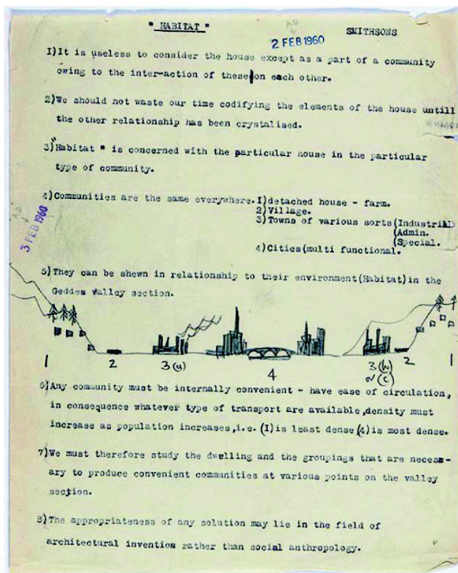 " HABITAT "
2 FEB 1960
SMITHSONS
1)It is useless to consider the house except as a part of a community
owing to the inter-action of these on each other.
2)We should not waste our time codifying the elements of the house untill
the other relationship has been crystalised.
3)"Habitat " is concerned with the particular house in the particular
type of community.
4)Communities are the same everywhere. 1)detached house - farm.
2)Village.
3)Towns of various sorts(Industrial
(Admin.
(Special.
4)Cities(multi functional.
3 FEB 1960
5)They can be shewn in relationship to their environment(Habitat)in the
Geddes Valley section.
1 2 3(a) 4 3(b) or (c) 2 1
6)Any community must be internally convenient - have ease of circulation,
in consequence whatever type of transport are available,density must
increase as population increases,i.e.(1)is least dense(4)is most dense.
7)We must therefore study the dwelling and the groupings that are necess-
ary to produce convenient communities at various points on the valley
section.
8)The appropriateness of any solution may lie in the field of
architectural invention rather than social anthropology.